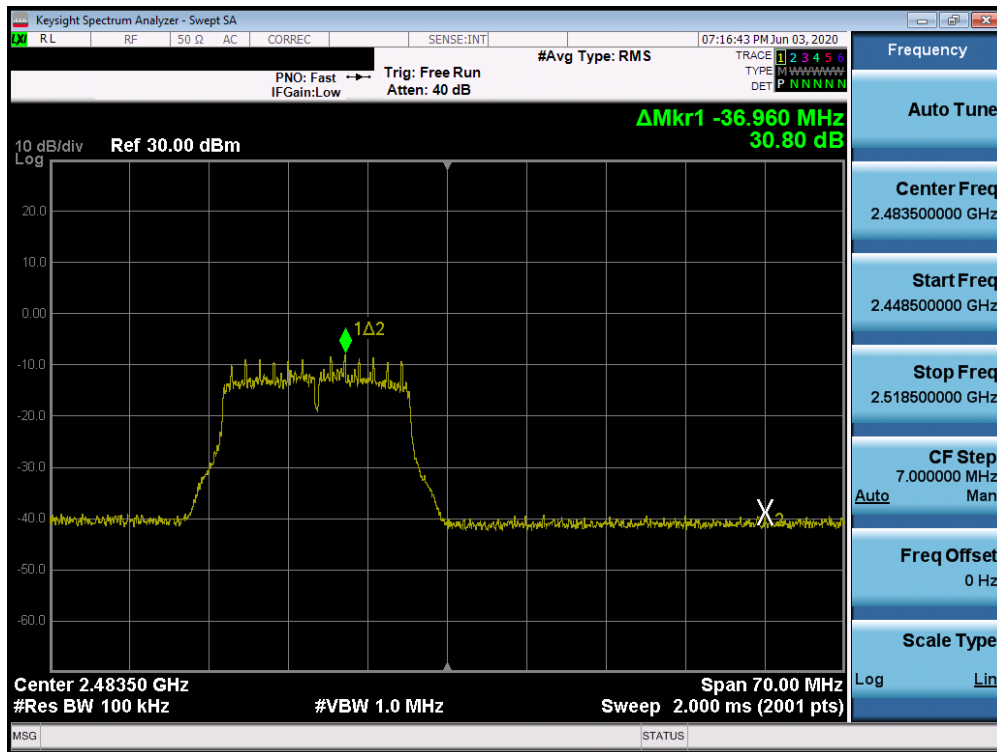 Keysight Spectrum Analyzer - Swept SA
LXI RL RF 50 Ω AC CORREC SENSE:INT 07:16:43 PM Jun 03, 2020
#Avg Type: RMS TRACE 1 2 3 4 5 6
PNO: Fast Trig: Free Run TYPE M WWWWW
IFGain:Low Atten: 40 dB DET P N N N N N
ΔMkr1 -36.960 MHz
30.80 dB
10 dB/div Ref 30.00 dBm
Log
20.0
10.0
0.00
1Δ2
-10.0
-20.0
-30.0
-40.0
X2
-50.0
-60.0
Center 2.48350 GHz Span 70.00 MHz
#Res BW 100 kHz #VBW 1.0 MHz Sweep 2.000 ms (2001 pts)
MSG STATUS
Frequency
Auto Tune
Center Freq
2.483500000 GHz
Start Freq
2.448500000 GHz
Stop Freq
2.518500000 GHz
CF Step
7.000000 MHz
Auto Man
Freq Offset
0 Hz
Scale Type
Log Lin